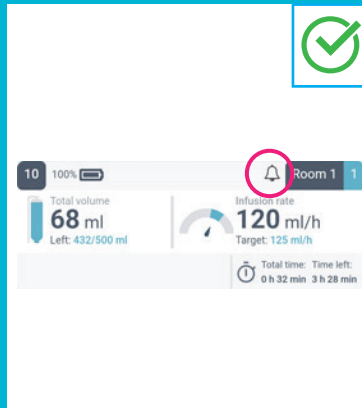 10 100% Room 1 1
Total volume
68 ml
Left: 432/500 ml
Infusion rate
120 ml/h
Target: 125 ml/h
Total time: Time left:
0 h 32 min 3 h 28 min